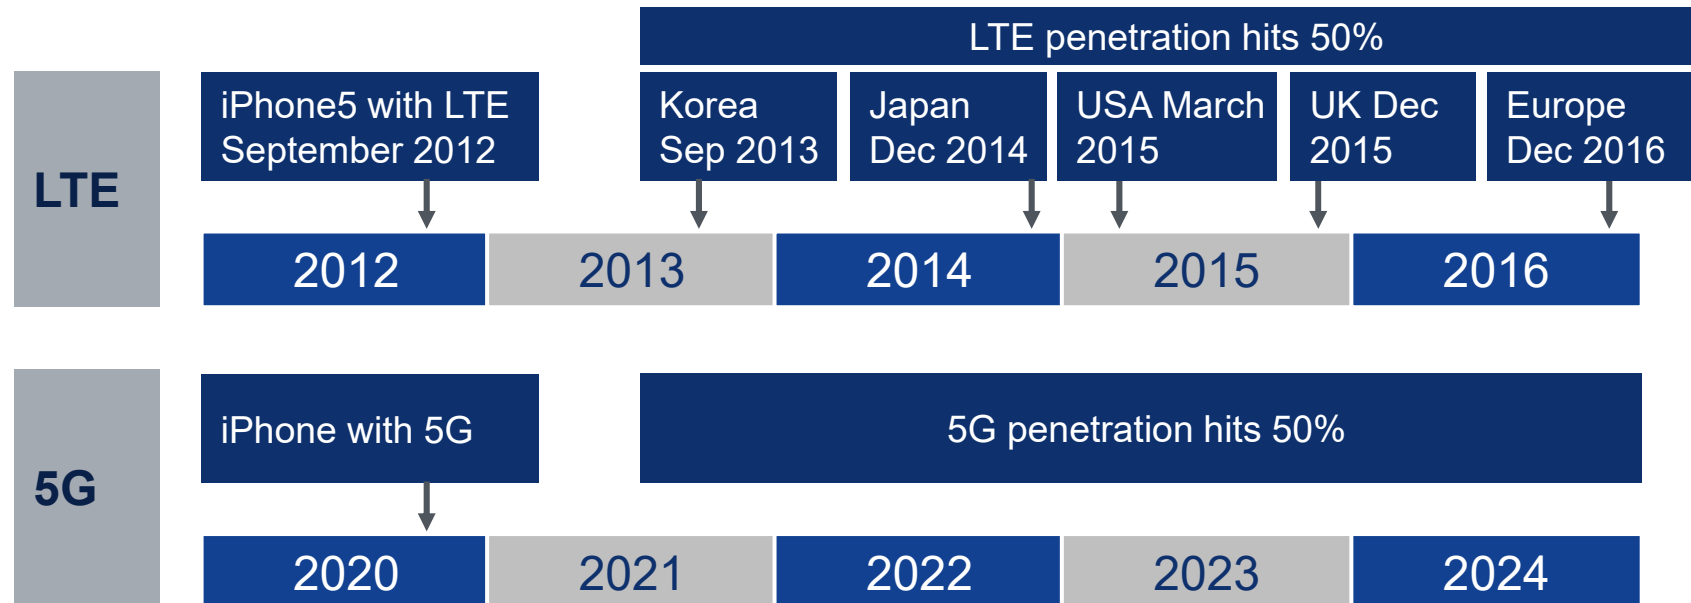 LTE penetration hits 50%
LTE
iPhone5 with LTE
September 2012
Korea
Sep 2013
Japan
Dec 2014
USA March
2015
UK Dec
2015
Europe
Dec 2016
2012
2013
2014
2015
2016
5G
iPhone with 5G
5G penetration hits 50%
2020
2021
2022
2023
2024